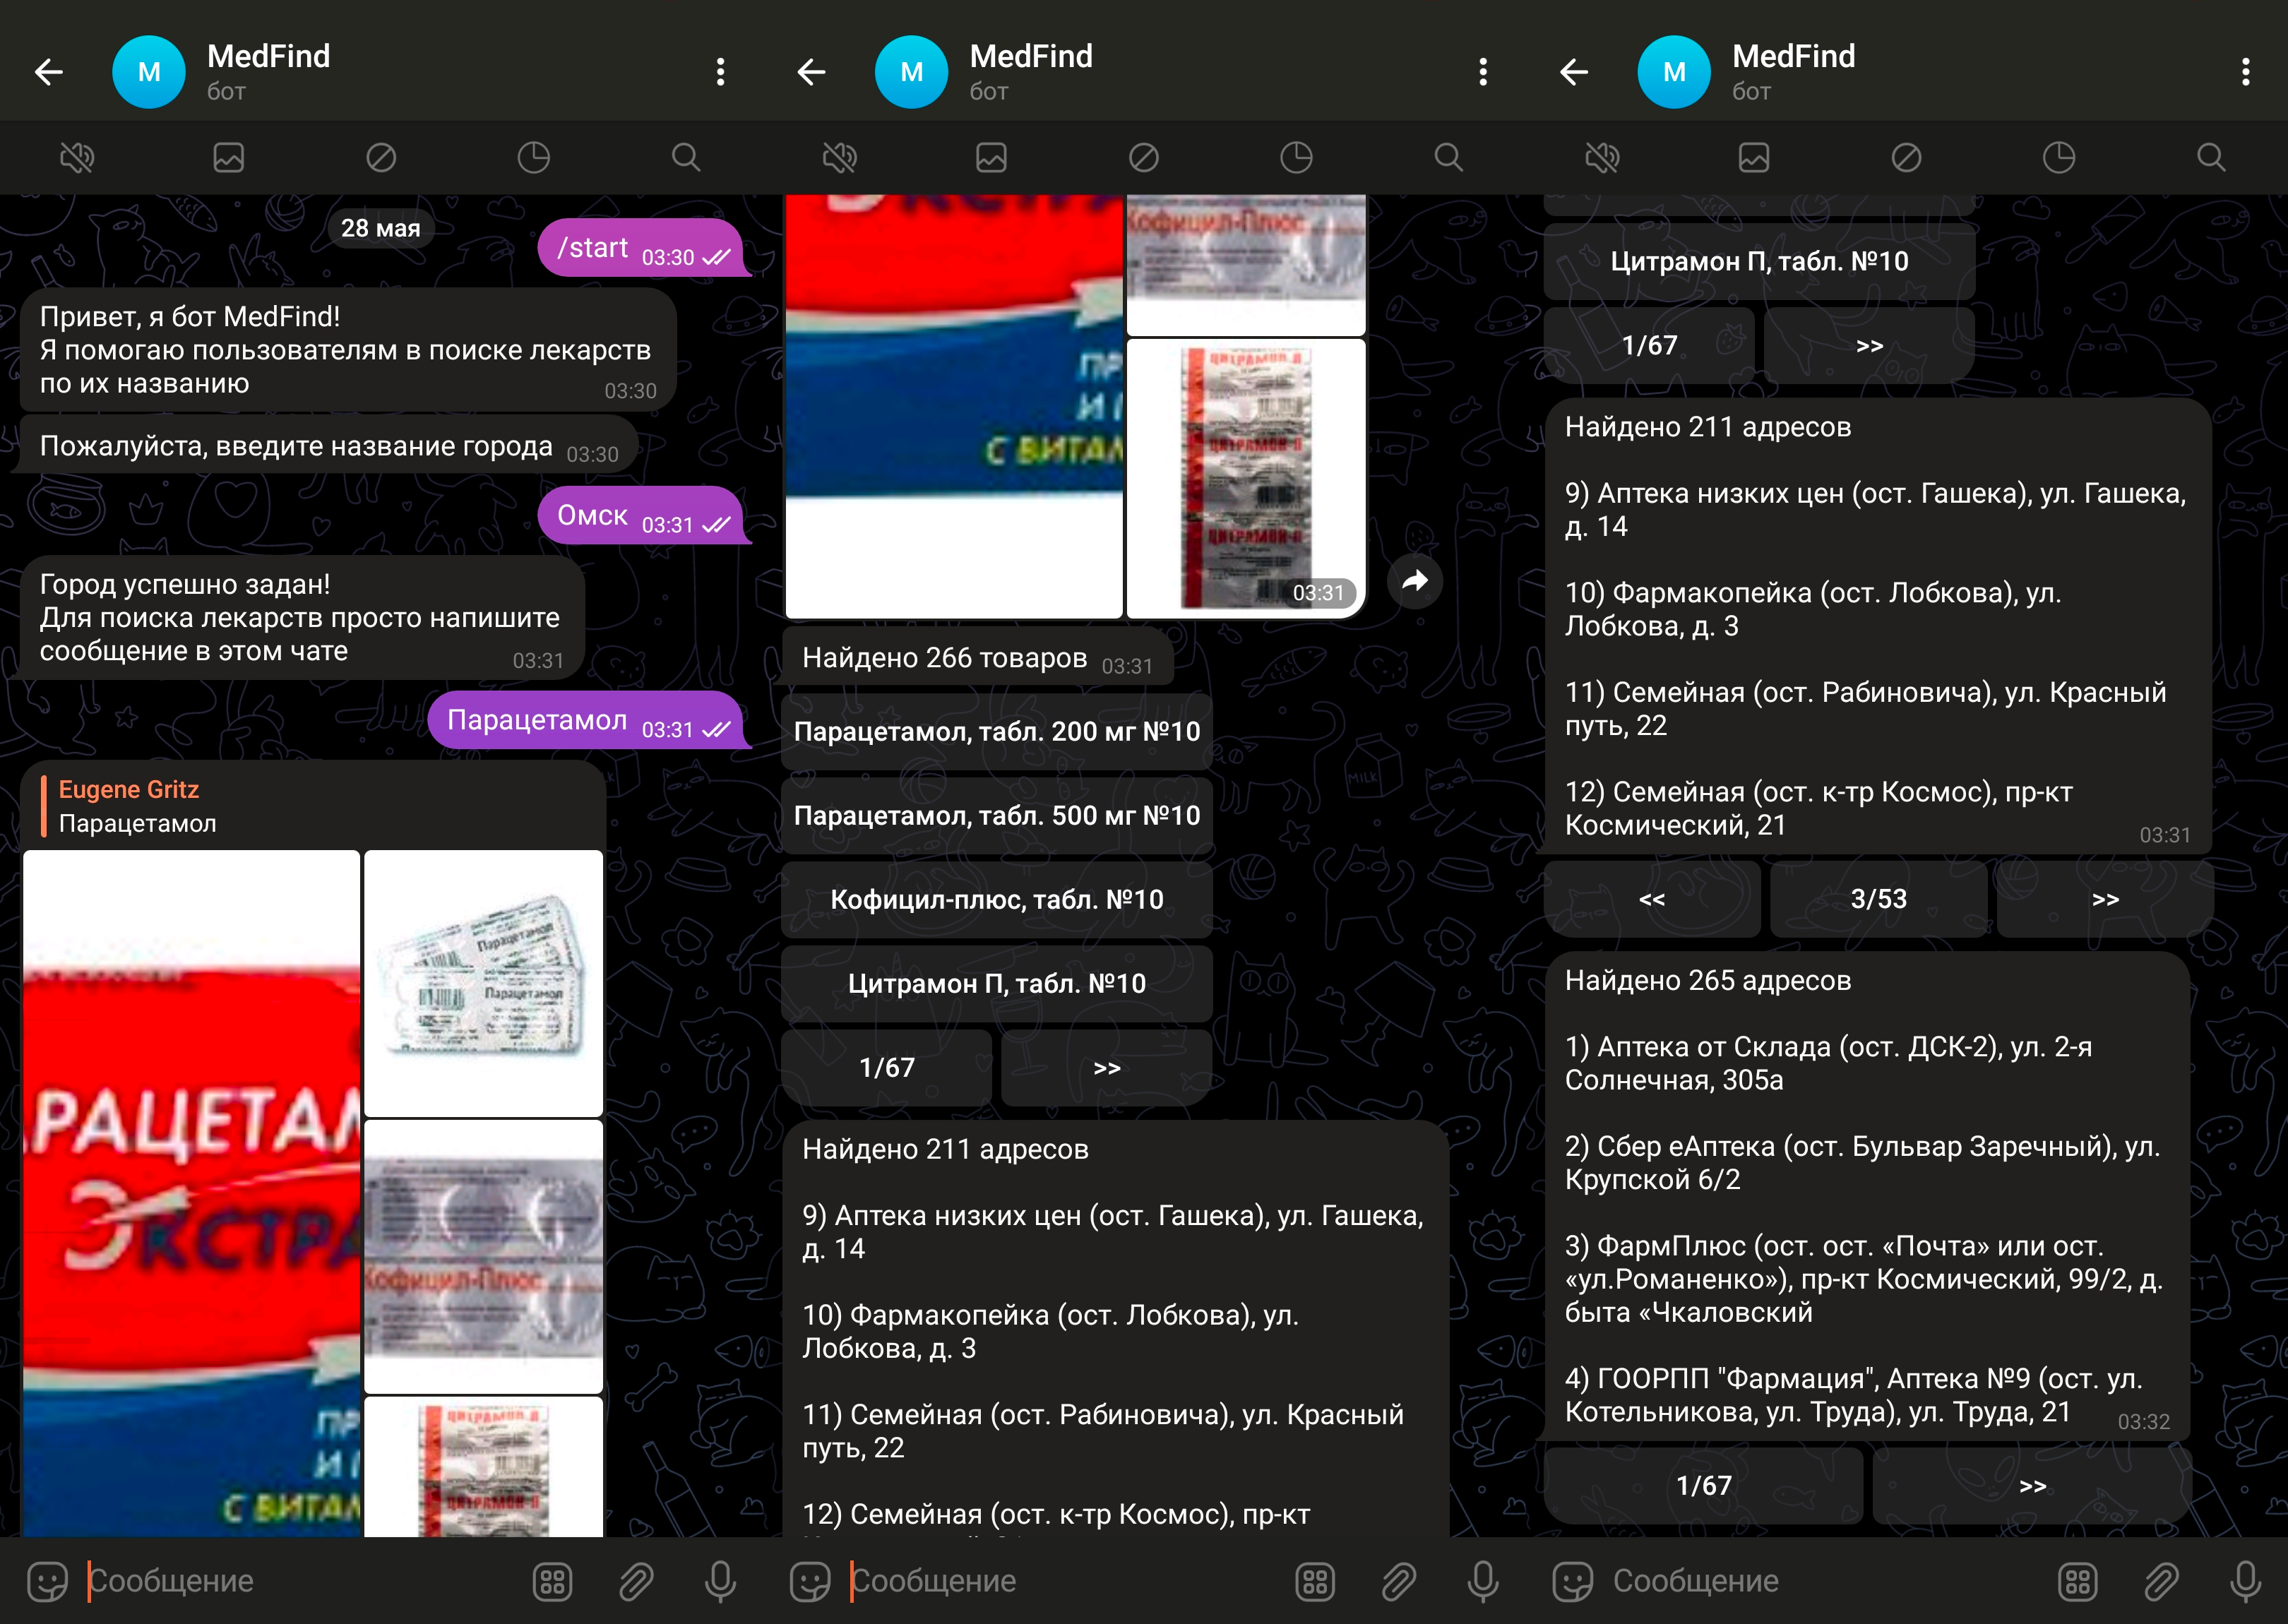 MedFind
бот
28 мая
/start 03:30
Привет, я бот MedFind!
Я помогаю пользователям в поиске лекарств
по их названию 03:30
Пожалуйста, введите название города 03:30
Омск 03:31
Город успешно задан!
Для поиска лекарств просто напишите
сообщение в этом чате 03:31
Парацетамол 03:31
Eugene Gritz
Парацетамол
РАЦЕТАМ
ЭКСТРА
ПР
И
С ВИТАМ
Парацетамол
Парацетамол
Кофицил-Плюс
ЦИТРАМОН-П
ЦИТРАМОН-П
Сообщение
MedFind
бот
ЭКСТРА
ПР
И
С ВИТАМ
Кофицил-Плюс
ЦИТРАМОН-П
ЦИТРАМОН-П
ЦИТРАМОН-П
03:31
Найдено 266 товаров 03:31
Парацетамол, табл. 200 мг №10
Парацетамол, табл. 500 мг №10
Кофицил-плюс, табл. №10
Цитрамон П, табл. №10
1/67 >>
Найдено 211 адресов
9) Аптека низких цен (ост. Гашека), ул. Гашека,
д. 14
10) Фармакопейка (ост. Лобкова), ул.
Лобкова, д. 3
11) Семейная (ост. Рабиновича), ул. Красный
путь, 22
12) Семейная (ост. к-тр Космос), пр-кт
Сообщение
MedFind
бот
Цитрамон П, табл. №10
1/67 >>
Найдено 211 адресов
9) Аптека низких цен (ост. Гашека), ул. Гашека,
д. 14
10) Фармакопейка (ост. Лобкова), ул.
Лобкова, д. 3
11) Семейная (ост. Рабиновича), ул. Красный
путь, 22
12) Семейная (ост. к-тр Космос), пр-кт
Космический, 21 03:31
<< 3/53 >>
Найдено 265 адресов
1) Аптека от Склада (ост. ДСК-2), ул. 2-я
Солнечная, 305а
2) Сбер еАптека (ост. Бульвар Заречный), ул.
Крупской 6/2
3) ФармПлюс (ост. ост. «Почта» или ост.
«ул.Романенко»), пр-кт Космический, 99/2, д.
быта «Чкаловский
4) ГООРПП "Фармация", Аптека №9 (ост. ул.
Котельникова, ул. Труда), ул. Труда, 21 03:32
1/67 >>
Сообщение